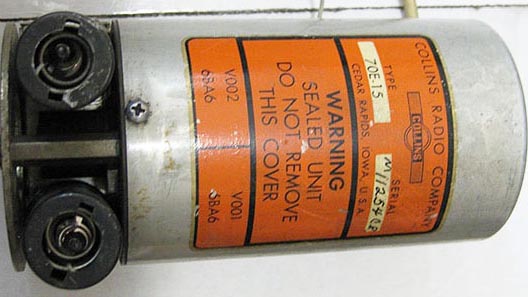 COLLINS RADIO COMPANY
COLLINS
TYPE SERIAL
70E-15
CEDAR RAPIDS, IOWA, U.S.A.
WARNING
SEALED UNIT
DO NOT REMOVE
THIS COVER
V002 V001
6BA6 6BA6